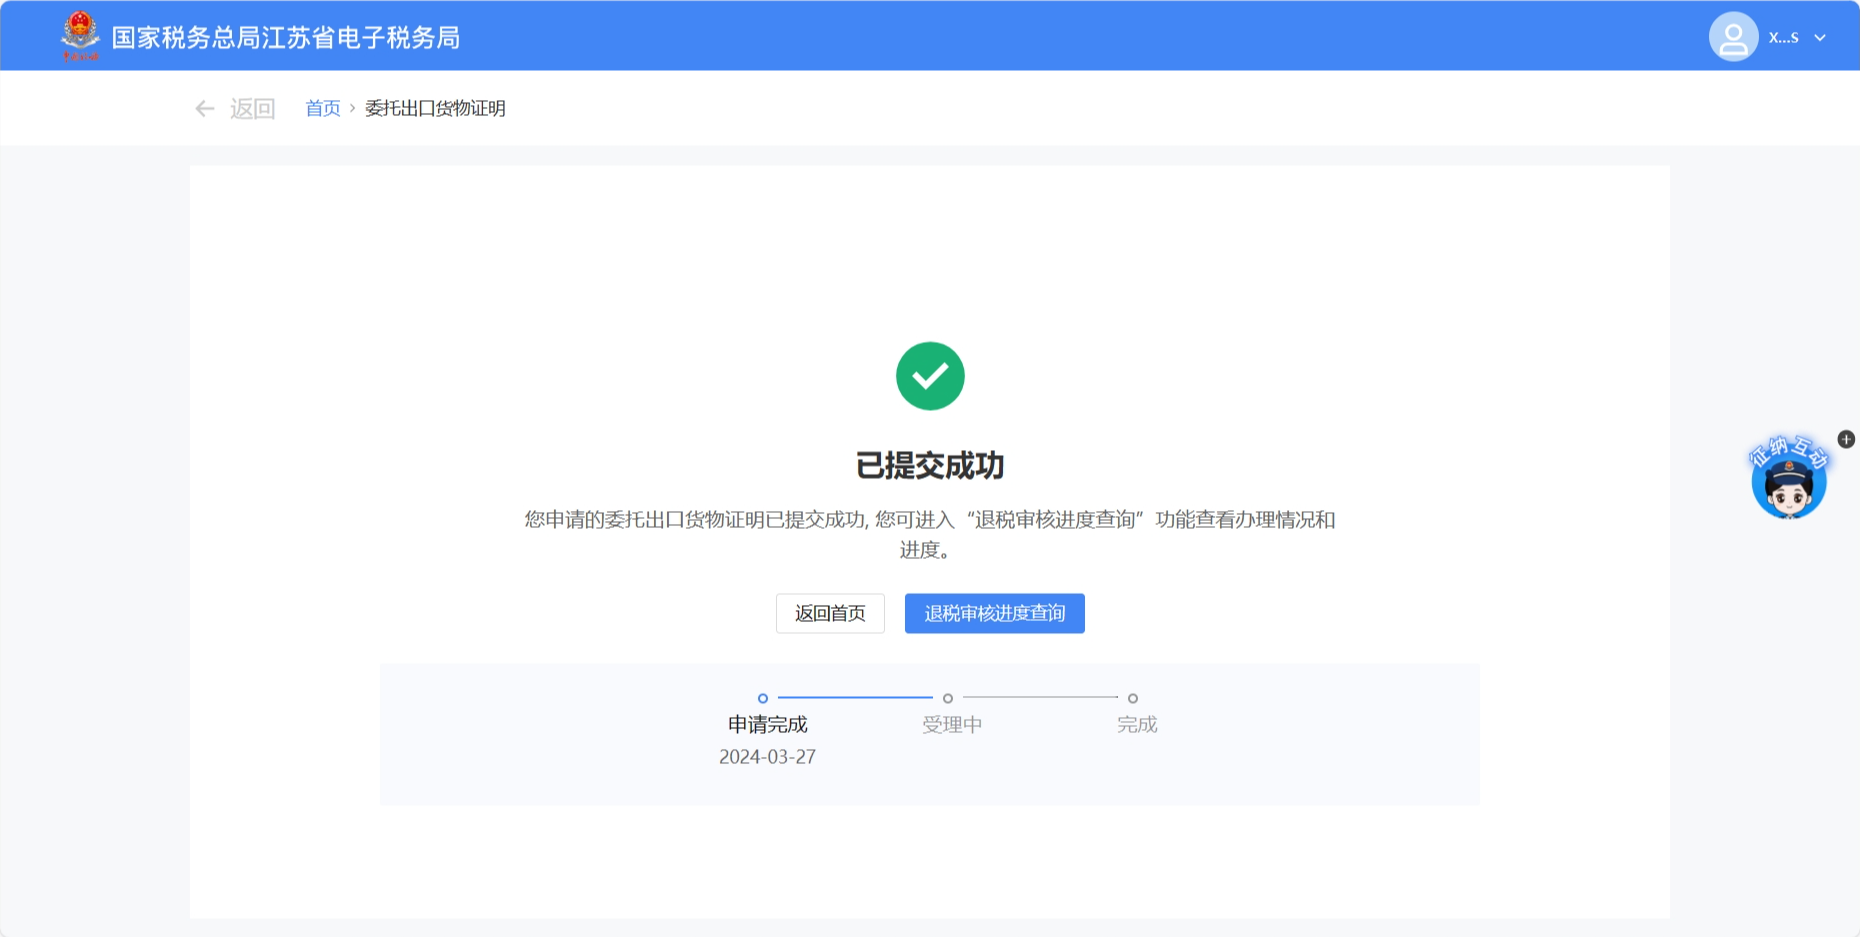 国家税务总局江苏省电子税务局
x...s
返回 首页 > 委托出口货物证明
征纳互动
已提交成功
您申请的委托出口货物证明已提交成功, 您可进入“退税审核进度查询”功能查看办理情况和
进度。
返回首页 退税审核进度查询
申请完成 受理中 完成
2024-03-27